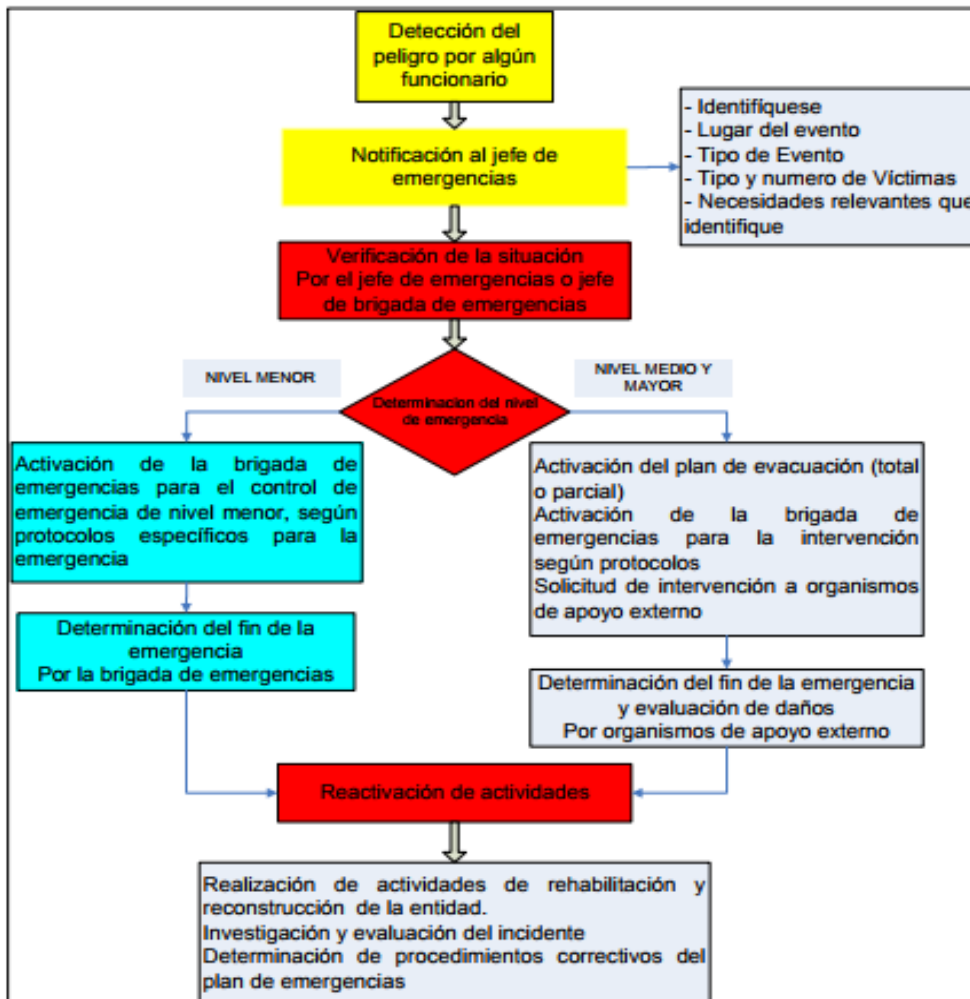 Detección del
peligro por algún
funcionario
Notificación al jefe de
emergencias
- Identifíquese
- Lugar del evento
- Tipo de Evento
- Tipo y numero de Víctimas
- Necesidades relevantes que
identifique
Verificación de la situación
Por el jefe de emergencias o jefe
de brigada de emergencias
NIVEL MENOR
NIVEL MEDIO Y
MAYOR
Determinacion del nivel
de emergencia
Activación de la brigada de
emergencias para el control de
emergencia de nivel menor, según
protocolos específicos para la
emergencia
Activación del plan de evacuación (total
o parcial)
Activación de la brigada de
emergencias para la intervención
según protocolos
Solicitud de intervención a organismos
de apoyo externo
Determinación del fin de la
emergencia
Por la brigada de emergencias
Determinación del fin de la emergencia
y evaluación de daños
Por organismos de apoyo externo
Reactivación de actividades
Realización de actividades de rehabilitación y
reconstrucción de la entidad.
Investigación y evaluación del incidente
Determinación de procedimientos correctivos del
plan de emergencias